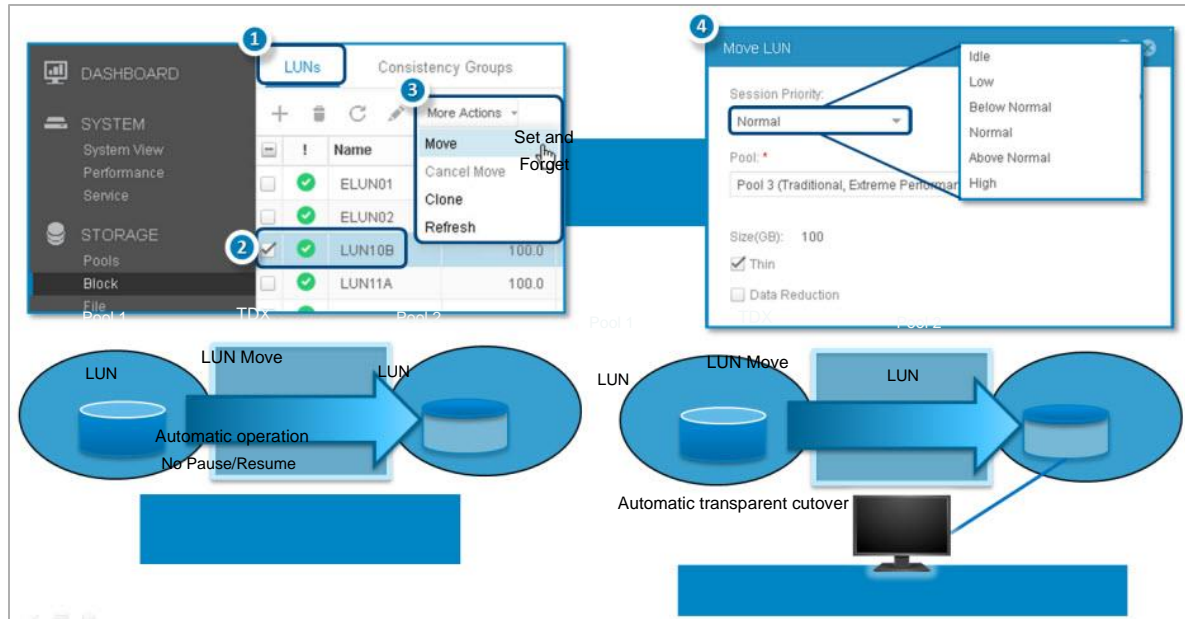 1
LUNs
Consistency Groups
DASHBOARD
3
More Actions
SYSTEM
System View
Performance
Service
! Name
Move
Set and
Forget
Cancel Move
Clone
Refresh
ELUN01
ELUN02
STORAGE
Pools
Block
File
2
LUN10B 100.0
LUN11A 100.0
4
Move LUN
Session Priority:
Normal
Idle
Low
Below Normal
Normal
Above Normal
High
Pool: *
Pool 3 (Traditional, Extreme Performan
Size(GB): 100
Thin
Data Reduction
Pool 1
TDX
Pool 2
LUN Move
LUN
LUN
Automatic operation
No Pause/Resume
Pool 1
TDX
Pool 2
LUN Move
LUN
LUN
Automatic transparent cutover